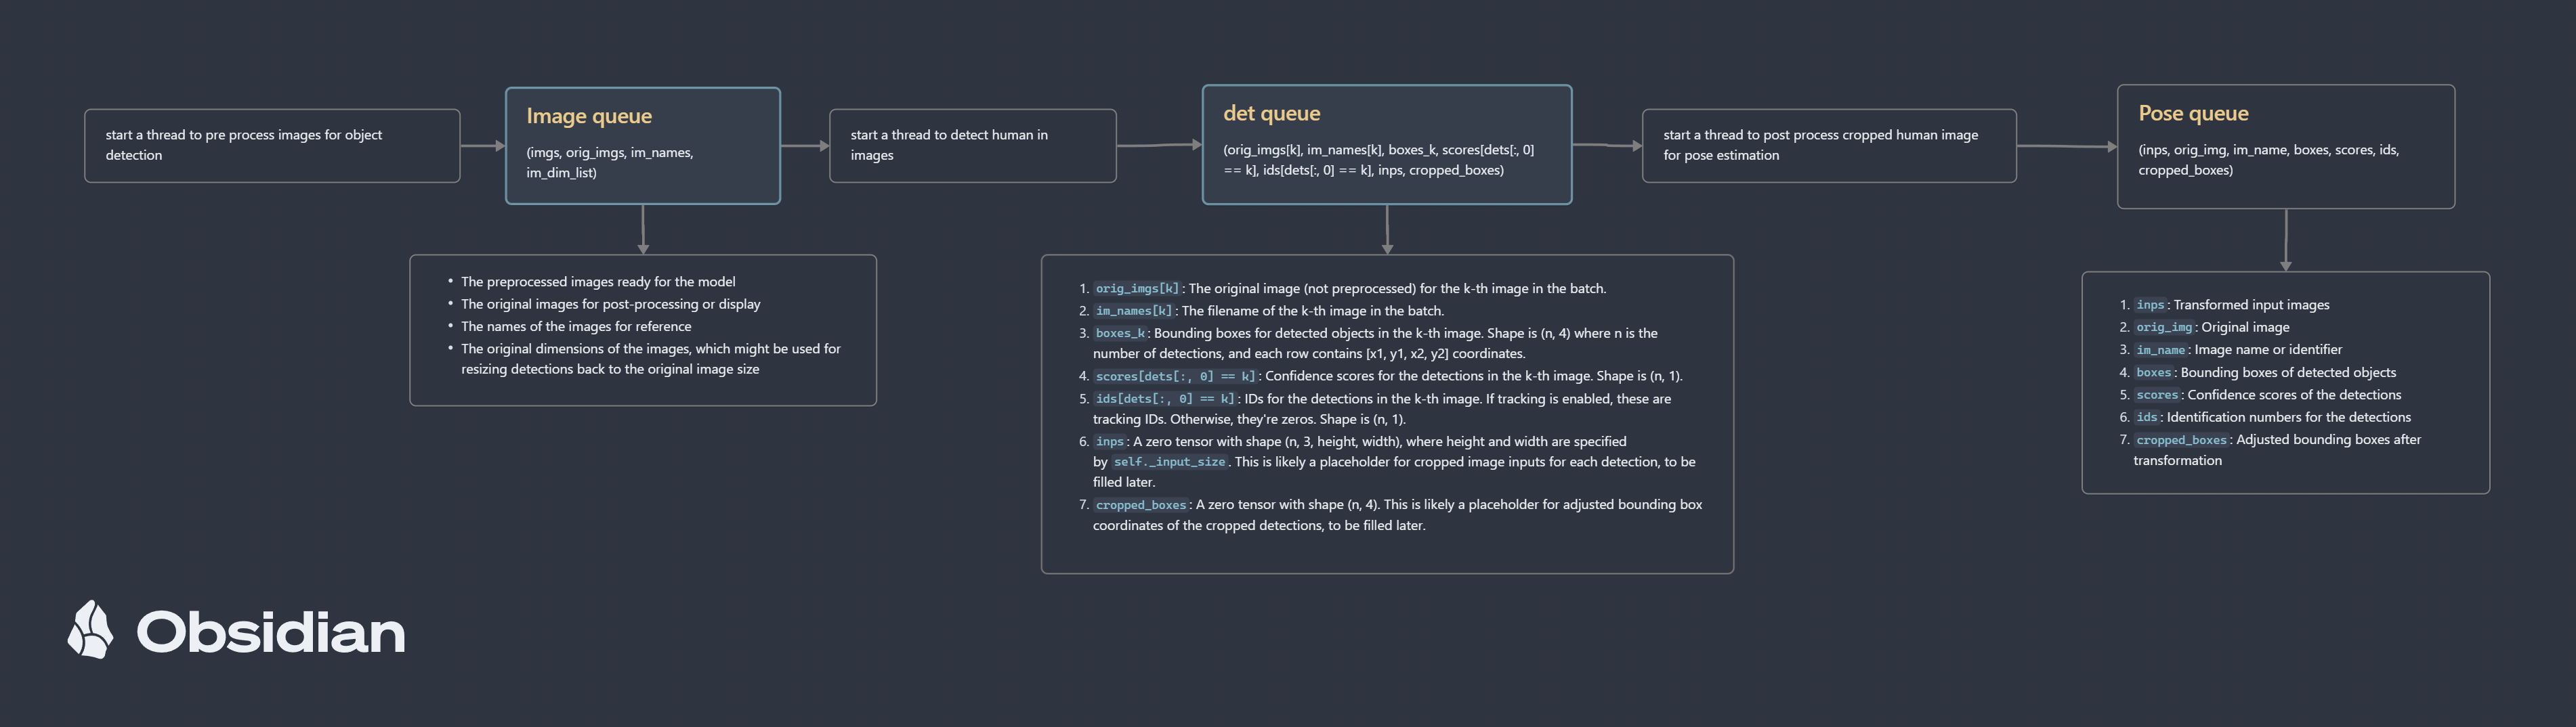 start a thread to pre process images for object
detection
Image queue
(imgs, orig_imgs, im_names,
im_dim_list)
start a thread to detect human in
images
det queue
(orig_imgs[k], im_names[k], boxes_k, scores[dets[:, 0]
== k], ids[dets[:, 0] == k], inps, cropped_boxes)
start a thread to post process cropped human image
for pose estimation
Pose queue
(inps, orig_img, im_name, boxes, scores, ids,
cropped_boxes)
• The preprocessed images ready for the model
• The original images for post-processing or display
• The names of the images for reference
• The original dimensions of the images, which might be used for
resizing detections back to the original image size
1. orig_imgs[k]: The original image (not preprocessed) for the k-th image in the batch.
2. im_names[k]: The filename of the k-th image in the batch.
3. boxes_k: Bounding boxes for detected objects in the k-th image. Shape is (n, 4) where n is the
number of detections, and each row contains [x1, y1, x2, y2] coordinates.
4. scores[dets[:, 0] == k]: Confidence scores for the detections in the k-th image. Shape is (n, 1).
5. ids[dets[:, 0] == k]: IDs for the detections in the k-th image. If tracking is enabled, these are
tracking IDs. Otherwise, they're zeros. Shape is (n, 1).
6. inps: A zero tensor with shape (n, 3, height, width), where height and width are specified
by self._input_size. This is likely a placeholder for cropped image inputs for each detection, to be
filled later.
7. cropped_boxes: A zero tensor with shape (n, 4). This is likely a placeholder for adjusted bounding box
coordinates of the cropped detections, to be filled later.
1. inps: Transformed input images
2. orig_img: Original image
3. im_name: Image name or identifier
4. boxes: Bounding boxes of detected objects
5. scores: Confidence scores of the detections
6. ids: Identification numbers for the detections
7. cropped_boxes: Adjusted bounding boxes after
transformation
Obsidian